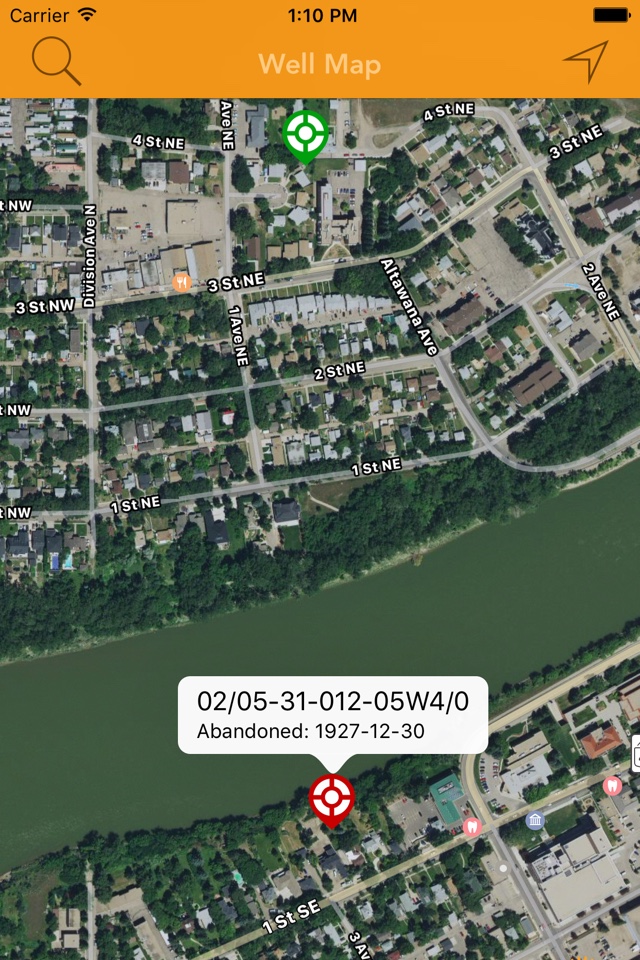 Carrier
1:10 PM
Well Map
4 St NE
Ave NE
4 St NE
3 St NE
t NW
Division Ave N
3 St NE
Altawana Ave
2 Ave NE
3 St NW
1 Ave NE
2 St NE
t NW
1 St NE
1 St NE
t NW
02/05-31-012-05W4/0
Abandoned: 1927-12-30
1 St SE
3 Av